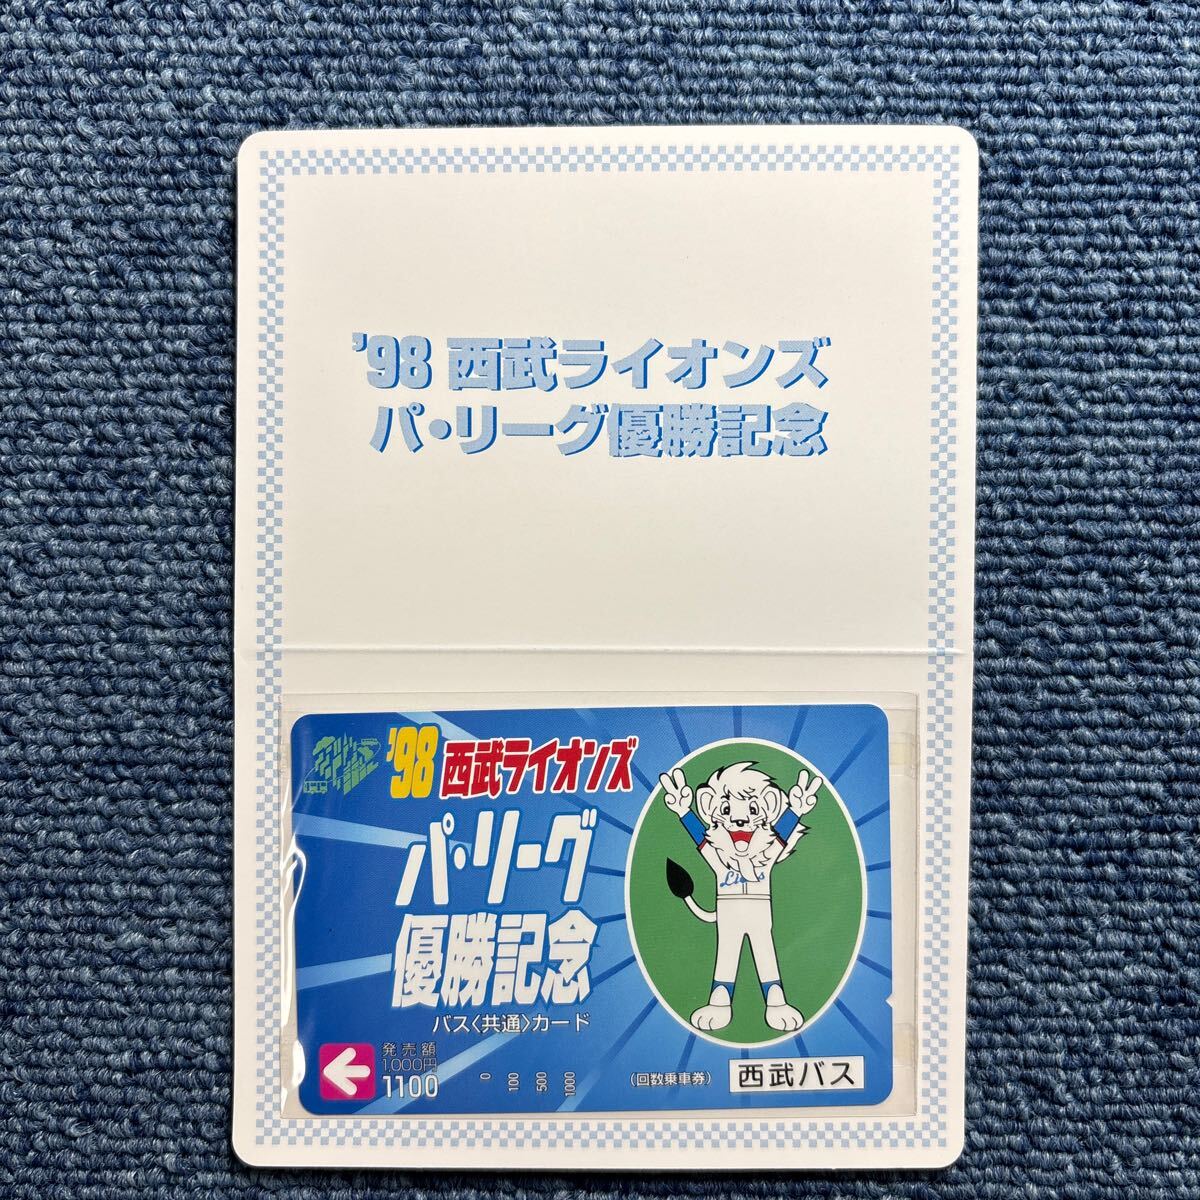 '98 西武ライオンズ
パ・リーグ優勝記念
'98 西武ライオンズ
パ・リーグ
優勝記念
バス〈共通〉カード
Lions
発売額
1,000円
1100
0 100 500 1000
(回数乗車券)
西武バス